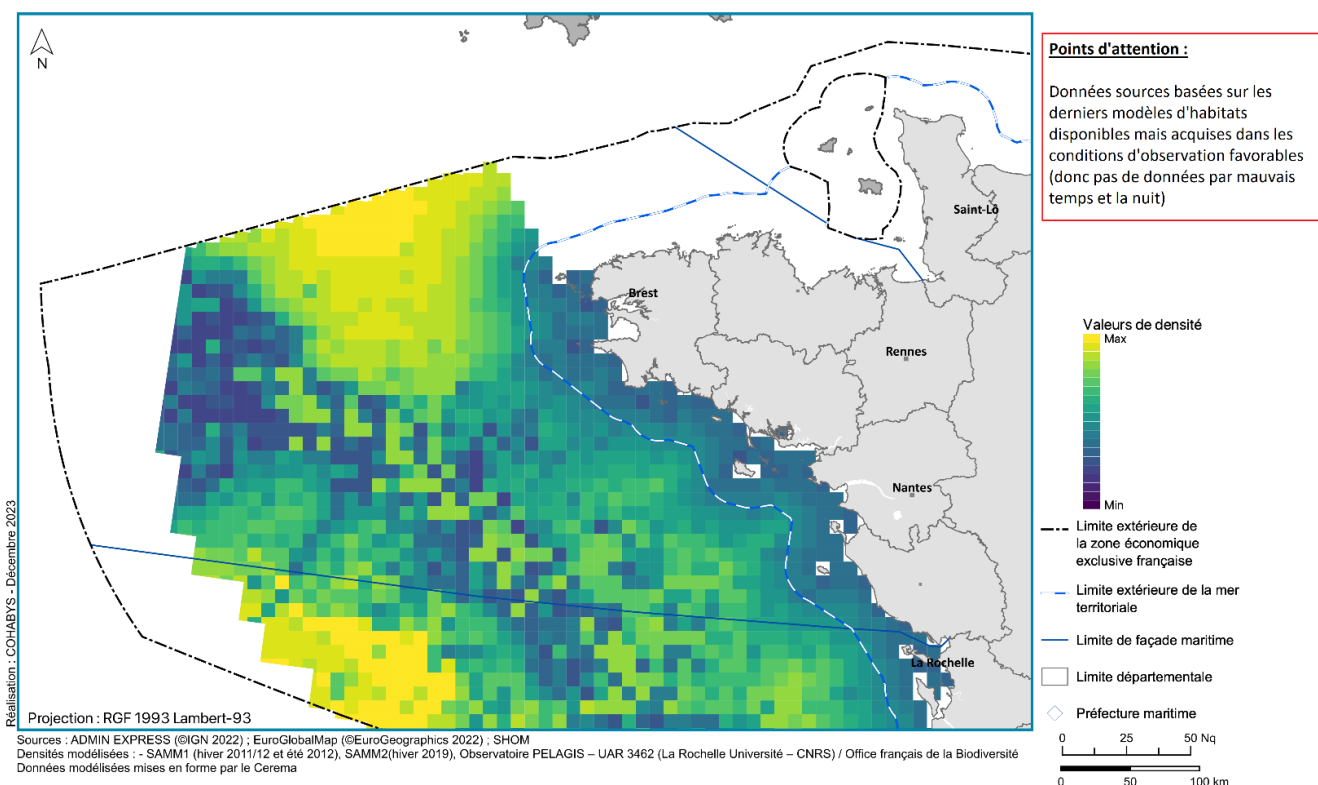 N
Saint-Lô
Brest
Rennes
Nantes
La Rochelle
Projection : RGF 1993 Lambert-93
Réalisation : COHABYS - Décembre 2023
Sources : ADMIN EXPRESS (©IGN 2022) ; EuroGlobalMap (©EuroGeographics 2022) ; SHOM
Densités modélisées : - SAMM1 (hiver 2011/12 et été 2012), SAMM2(hiver 2019), Observatoire PELAGIS – UAR 3462 (La Rochelle Université – CNRS) / Office français de la Biodiversité
Données modélisées mises en forme par le Cerema
Points d'attention :
Données sources basées sur les
derniers modèles d'habitats
disponibles mais acquises dans les
conditions d'observation favorables
(donc pas de données par mauvais
temps et la nuit)
Valeurs de densité
Max
Min
Limite extérieure de
la zone économique
exclusive française
Limite extérieure de la mer
territoriale
Limite de façade maritime
Limite départementale
Préfecture maritime
0 25 50 Nq
0 50 100 km